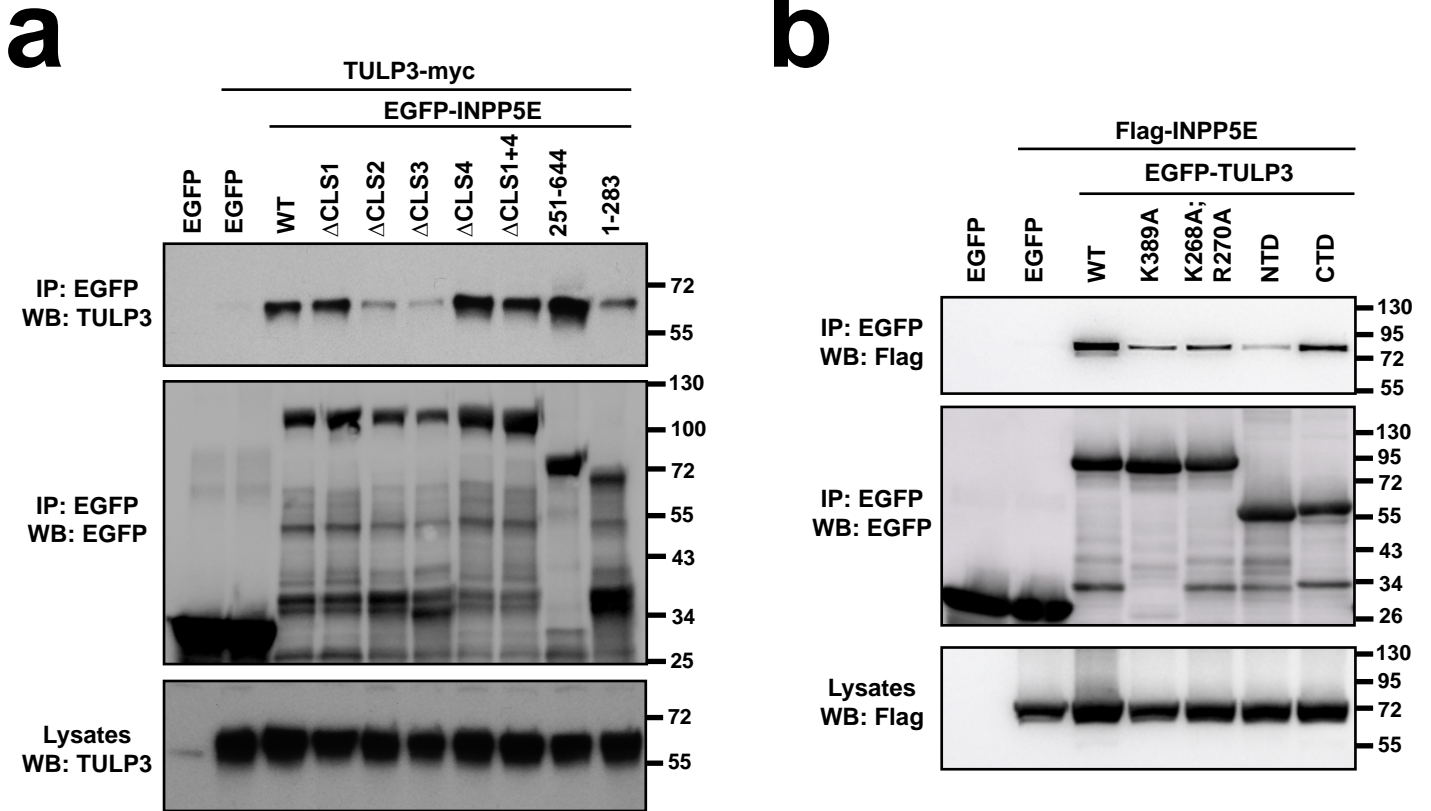 a
TULP3-myc
EGFP-INPP5E
EGFP
EGFP
WT
ΔCLS1
ΔCLS2
ΔCLS3
ΔCLS4
ΔCLS1+4
251-644
1-283
IP: EGFP
WB: TULP3
72
55
IP: EGFP
WB: EGFP
130
100
72
55
43
34
25
Lysates
WB: TULP3
72
55
b
Flag-INPP5E
EGFP-TULP3
EGFP
EGFP
WT
K389A
K268A;
R270A
NTD
CTD
IP: EGFP
WB: Flag
130
95
72
55
IP: EGFP
WB: EGFP
130
95
72
55
43
34
26
Lysates
WB: Flag
130
95
72
55